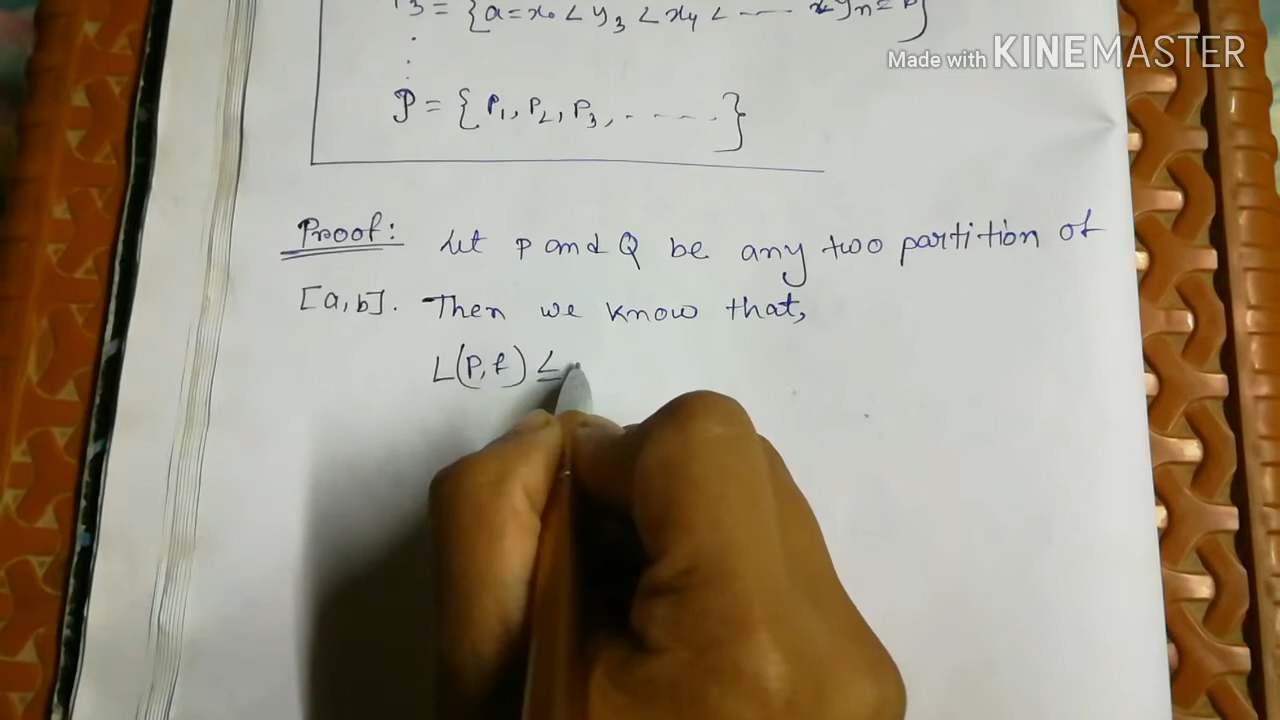 Made with KINEMASTER
= {a = x₀ < y₃ < x₄ < ----- yₙ =
:
P = {P₁, P₂, P₃, ......}
Proof: Let P and Q be any two partition of
[a,b]. Then we know that,
L(P,f) ≤